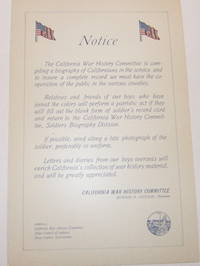 Notice
The California War History Committee is com-
piling a biography of Californians in the service, and
to insure a complete record we must have the co-
operation of the public in the various counties.
Relatives and friends of our boys who have
joined the colors will perform a patriotic act if they
will fill out the blank form of soldier's record card
and return to the California War History Commit-
tee, Soldiers Biography Division.
If possible, send along a late photograph of the
soldier, preferably in uniform.
Letters and diaries from our boys overseas will
enrich California's collection of war history material,
and will be greatly appreciated.
CALIFORNIA WAR HISTORY COMMITTEE